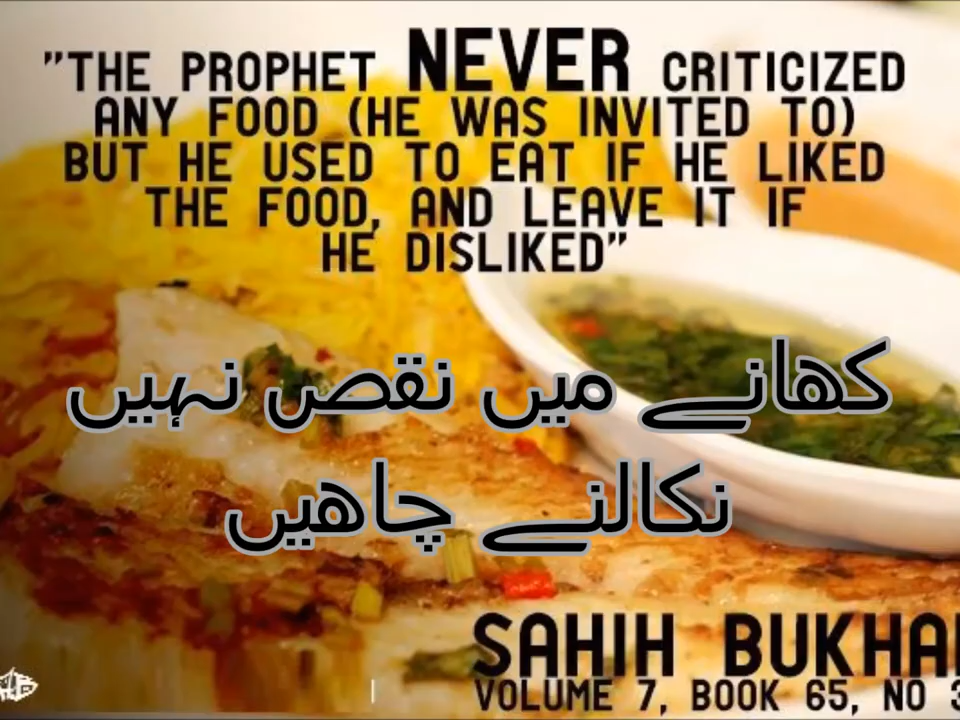 "THE PROPHET NEVER CRITICIZED
ANY FOOD (HE WAS INVITED TO)
BUT HE USED TO EAT IF HE LIKED
THE FOOD, AND LEAVE IT IF
HE DISLIKED"
کھانے میں نقص نہیں
نکالنے چاھیں
SAHIH
VOLUME 7, BOOK 65, NO